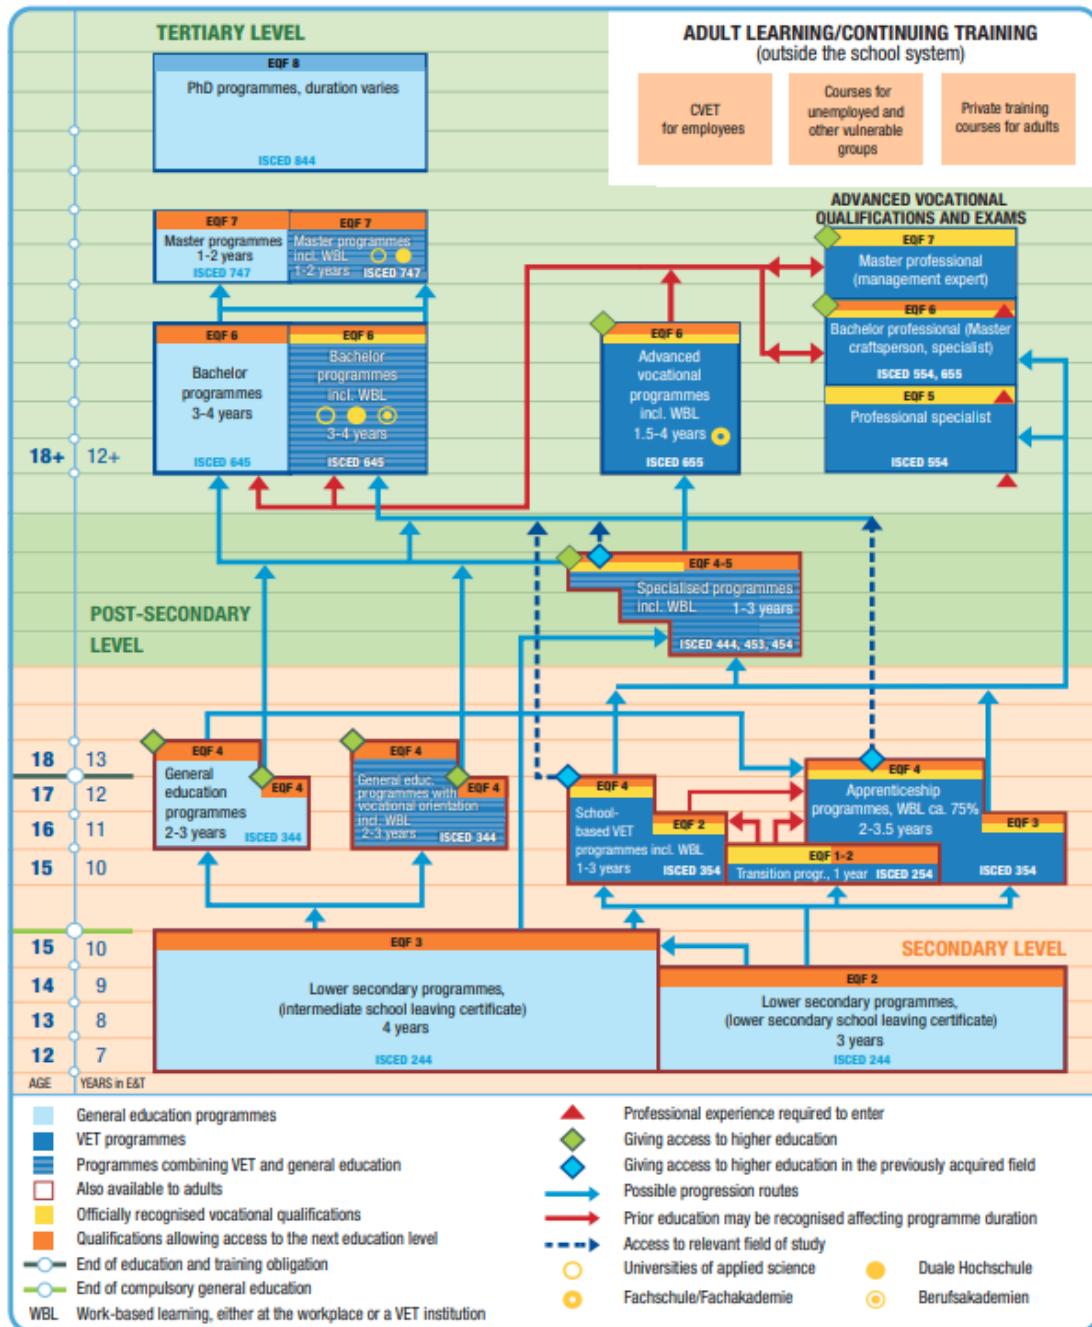 TERTIARY LEVEL
EQF 8
PhD programmes, duration varies
ISCED 844
ADULT LEARNING/CONTINUING TRAINING
(outside the school system)
CVET
for employees
Courses for
unemployed and
other vulnerable
groups
Private training
courses for adults
ADVANCED VOCATIONAL
QUALIFICATIONS AND EXAMS
EQF 7
Master programmes
1-2 years
ISCED 747
EQF 7
Master programmes
incl. WBL
1-2 years ISCED 747
EQF 7
Master professional
(management expert)
EQF 6
Bachelor professional (Master
craftsperson, specialist)
ISCED 554, 655
EQF 5
Professional specialist
ISCED 554
EQF 6
Bachelor
programmes
3-4 years
ISCED 645
EQF 6
Bachelor
programmes
incl. WBL
3-4 years
ISCED 645
EQF 6
Advanced
vocational
programmes
incl. WBL
1.5-4 years
ISCED 655
18+ 12+
POST-SECONDARY
LEVEL
EQF 4-5
Specialised programmes
incl. WBL 1-3 years
ISCED 444, 453, 454
18 13
17 12
16 11
15 10
EQF 4
General
education
programmes
2-3 years
EQF 4
ISCED 344
EQF 4
General educ.
programmes with
vocational orientation
incl. WBL
2-3 years
EQF 4
ISCED 344
EQF 4
School-
based VET
programmes incl. WBL
1-3 years
EQF 2
ISCED 354
EQF 1-2
Transition progr., 1 year ISCED 254
EQF 4
Apprenticeship
programmes, WBL ca. 75%
2-3.5 years
EQF 3
ISCED 354
SECONDARY LEVEL
15 10
14 9
13 8
12 7
AGE YEARS in E&T
EQF 3
Lower secondary programmes,
(intermediate school leaving certificate)
4 years
ISCED 244
EQF 2
Lower secondary programmes,
(lower secondary school leaving certificate)
3 years
ISCED 244
General education programmes
VET programmes
Programmes combining VET and general education
Also available to adults
Officially recognised vocational qualifications
Qualifications allowing access to the next education level
End of education and training obligation
End of compulsory general education
WBL Work-based learning, either at the workplace or a VET institution
Professional experience required to enter
Giving access to higher education
Giving access to higher education in the previously acquired field
Possible progression routes
Prior education may be recognised affecting programme duration
Access to relevant field of study
Universities of applied science
Duale Hochschule
Fachschule/Fachakademie
Berufsakademien